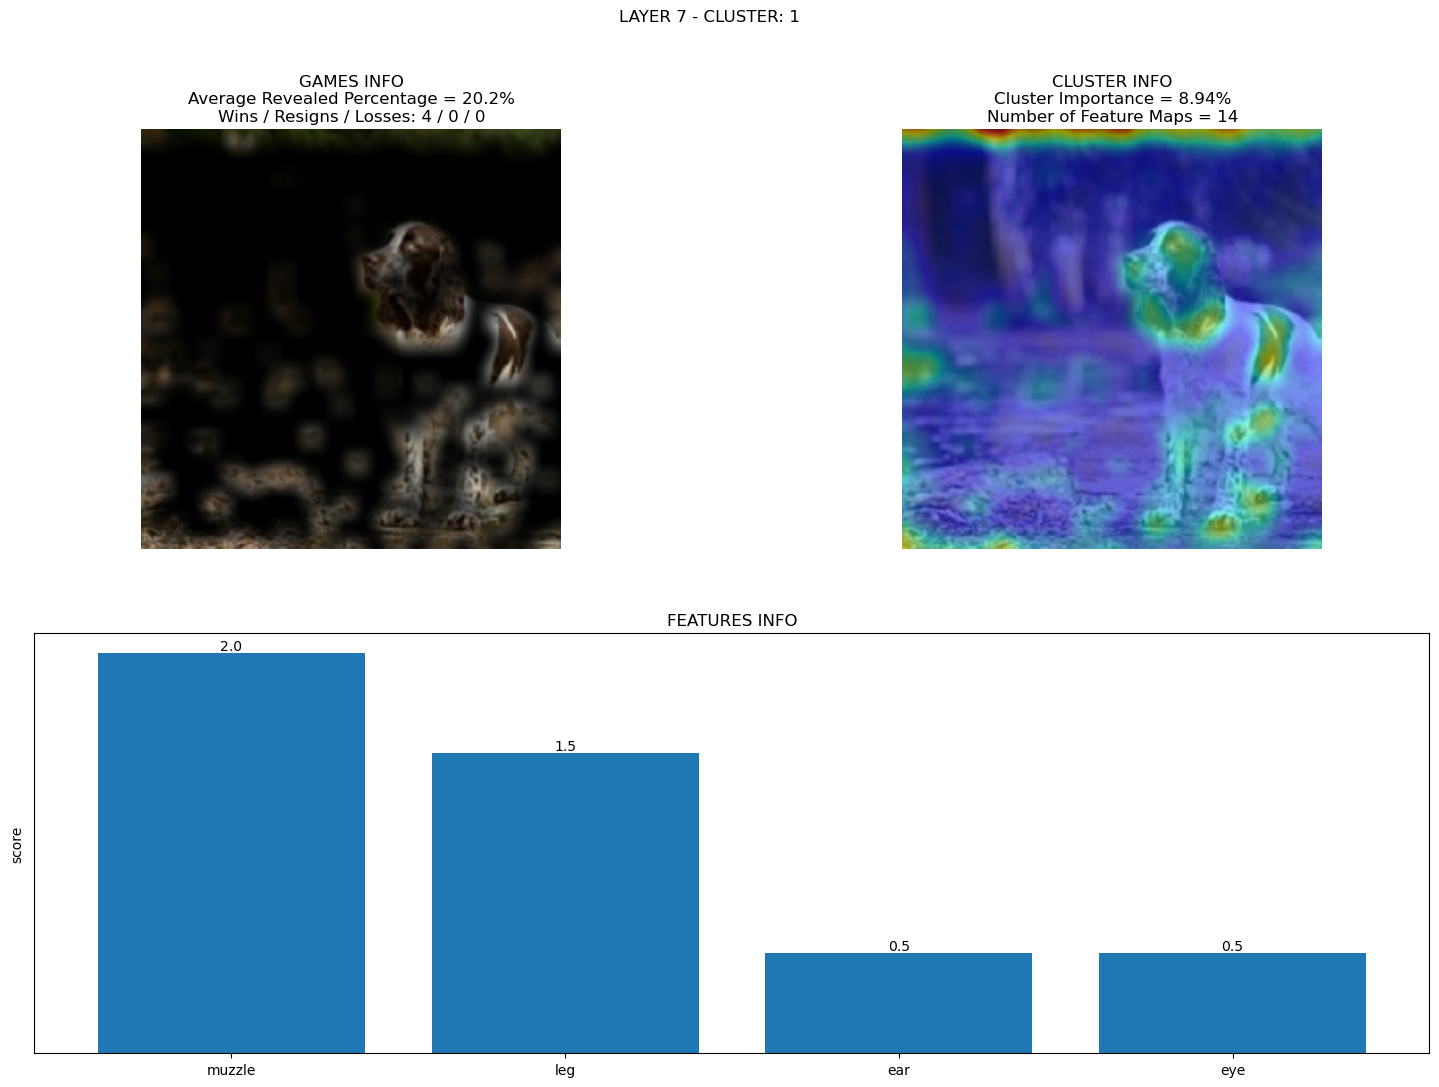 LAYER 7 - CLUSTER: 1
GAMES INFO
Average Revealed Percentage = 20.2%
Wins / Resigns / Losses: 4 / 0 / 0
CLUSTER INFO
Cluster Importance = 8.94%
Number of Feature Maps = 14
FEATURES INFO
2.0
1.5
0.5
0.5
score
muzzle
leg
ear
eye